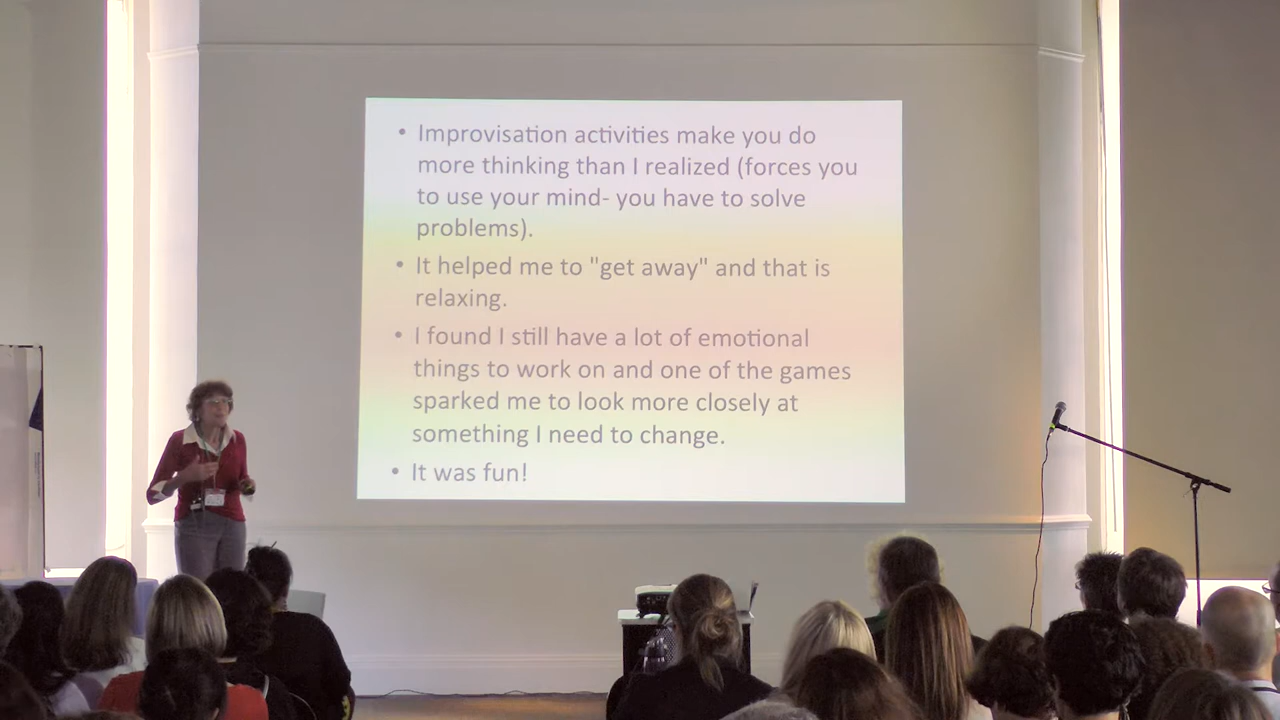 • Improvisation activities make you do
more thinking than I realized (forces you
to use your mind- you have to solve
problems).
• It helped me to "get away" and that is
relaxing.
• I found I still have a lot of emotional
things to work on and one of the games
sparked me to look more closely at
something I need to change.
• It was fun!